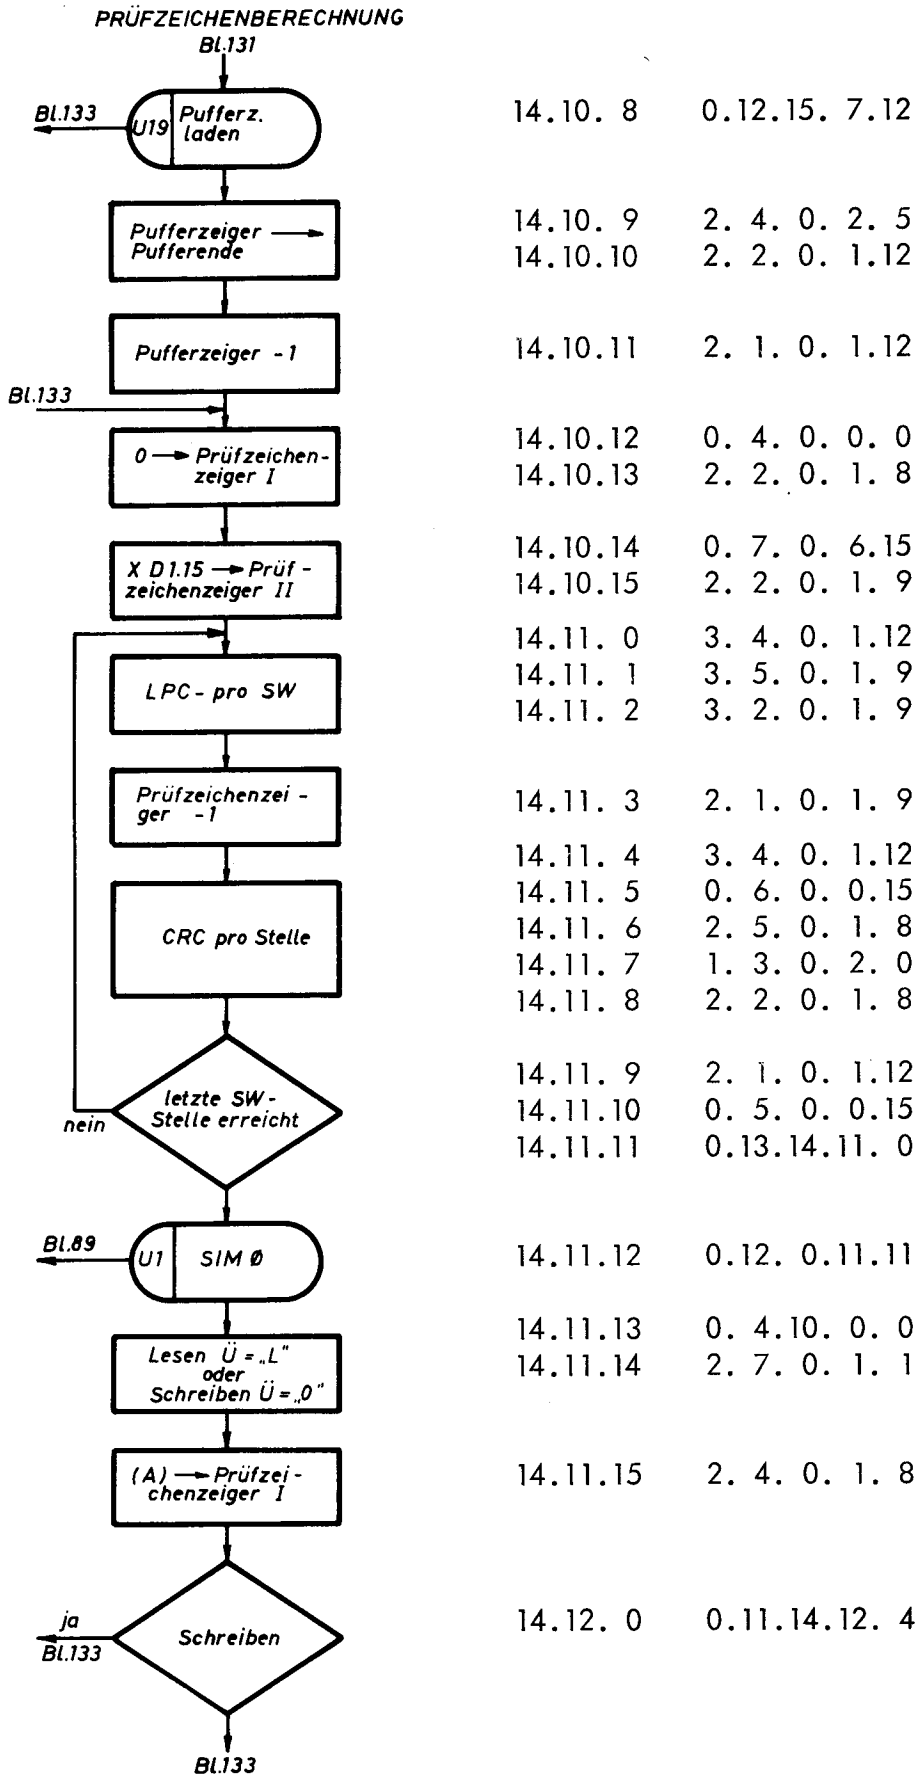 PRÜFZEICHENBERECHNUNG
Bl.131
Bl.133
U19 Pufferz. laden
14.10. 8 0.12.15. 7.12
Pufferzeiger →
Pufferende
14.10. 9 2. 4. 0. 2. 5
14.10.10 2. 2. 0. 1.12
Pufferzeiger -1
14.10.11 2. 1. 0. 1.12
Bl.133
0 → Prüfzeichen-
zeiger I
14.10.12 0. 4. 0. 0. 0
14.10.13 2. 2. 0. 1. 8
X D1.15 → Prüf-
zeichenzeiger II
14.10.14 0. 7. 0. 6.15
14.10.15 2. 2. 0. 1. 9
LPC - pro SW
14.11. 0 3. 4. 0. 1.12
14.11. 1 3. 5. 0. 1. 9
14.11. 2 3. 2. 0. 1. 9
Prüfzeichenzei-
ger -1
14.11. 3 2. 1. 0. 1. 9
CRC pro Stelle
14.11. 4 3. 4. 0. 1.12
14.11. 5 0. 6. 0. 0.15
14.11. 6 2. 5. 0. 1. 8
14.11. 7 1. 3. 0. 2. 0
14.11. 8 2. 2. 0. 1. 8
letzte SW-
Stelle erreicht
nein
14.11. 9 2. 1. 0. 1.12
14.11.10 0. 5. 0. 0.15
14.11.11 0.13.14.11. 0
Bl.89
U1 SIM Ø
14.11.12 0.12. 0.11.11
Lesen Ü = „L"
oder
Schreiben Ü = „0"
14.11.13 0. 4.10. 0. 0
14.11.14 2. 7. 0. 1. 1
(A) → Prüfzei-
chenzeiger I
14.11.15 2. 4. 0. 1. 8
ja
Bl.133
Schreiben
14.12. 0 0.11.14.12. 4
Bl.133